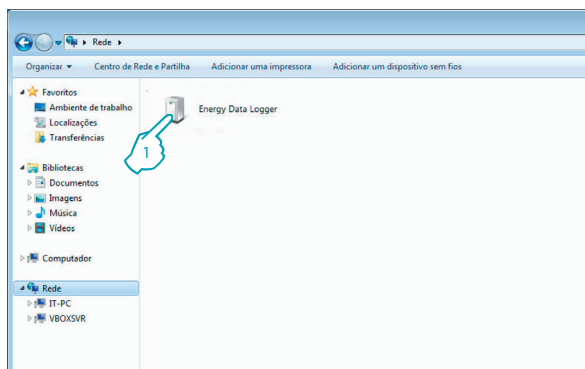 Rede
Organizar Centro de Rede e Partilha Adicionar uma impressora Adicionar um dispositivo sem fios
Favoritos
Ambiente de trabalho
Localizações
Transferências
Bibliotecas
Documentos
Imagens
Música
Vídeos
Computador
Rede
IT-PC
VBOXSVR
Energy Data Logger
1